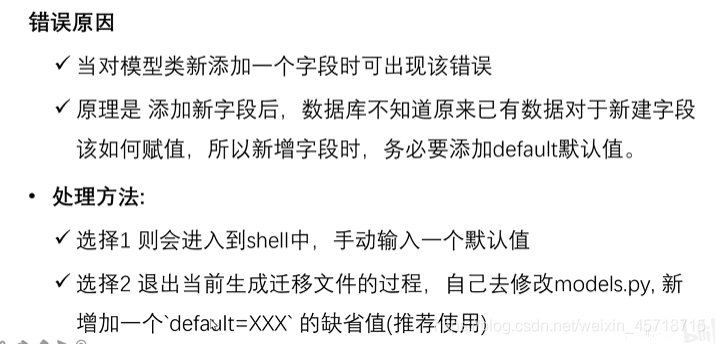 错误原因
✓ 当对模型类新添加一个字段时可出现该错误
✓ 原理是 添加新字段后，数据库不知道原来已有数据对于新建字段
该如何赋值，所以新增字段时，务必要添加default默认值。
• 处理方法:
✓ 选择1 则会进入到shell中，手动输入一个默认值
✓ 选择2 退出当前生成迁移文件的过程，自己去修改models.py, 新
增加一个`default=XXX` 的缺省值(推荐使用)
blog.csdn.net/weixin_45718715